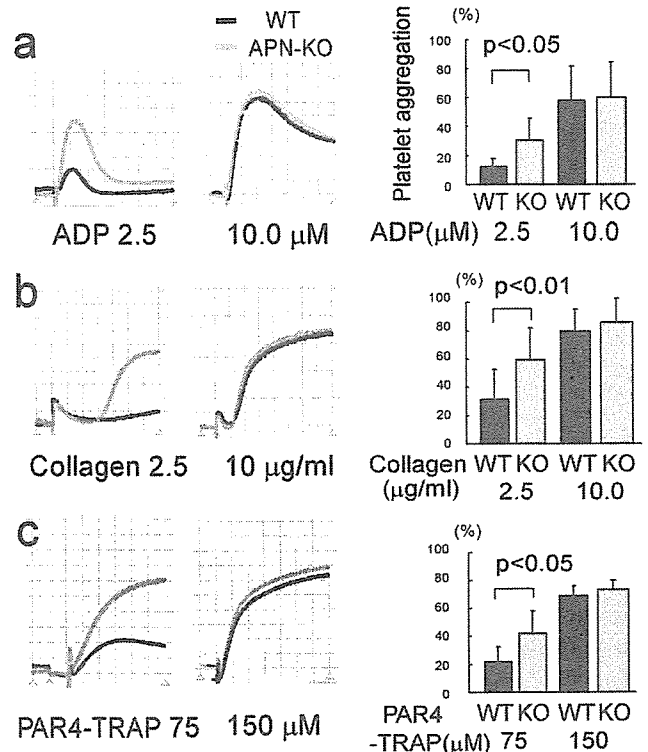 a
WT
APN-KO
ADP 2.5
10.0 μM
Platelet aggregation
(%)
p<0.05
100
80
60
40
20
0
WT KO WT KO
ADP(μM) 2.5 10.0
b
Collagen 2.5
10 μg/ml
(%)
p<0.01
100
80
60
40
20
0
Collagen WT KO WT KO
(μg/ml) 2.5 10.0
c
PAR4-TRAP 75
150 μM
(%)
p<0.05
100
80
60
40
20
0
PAR4 WT KO WT KO
-TRAP(μM) 75 150